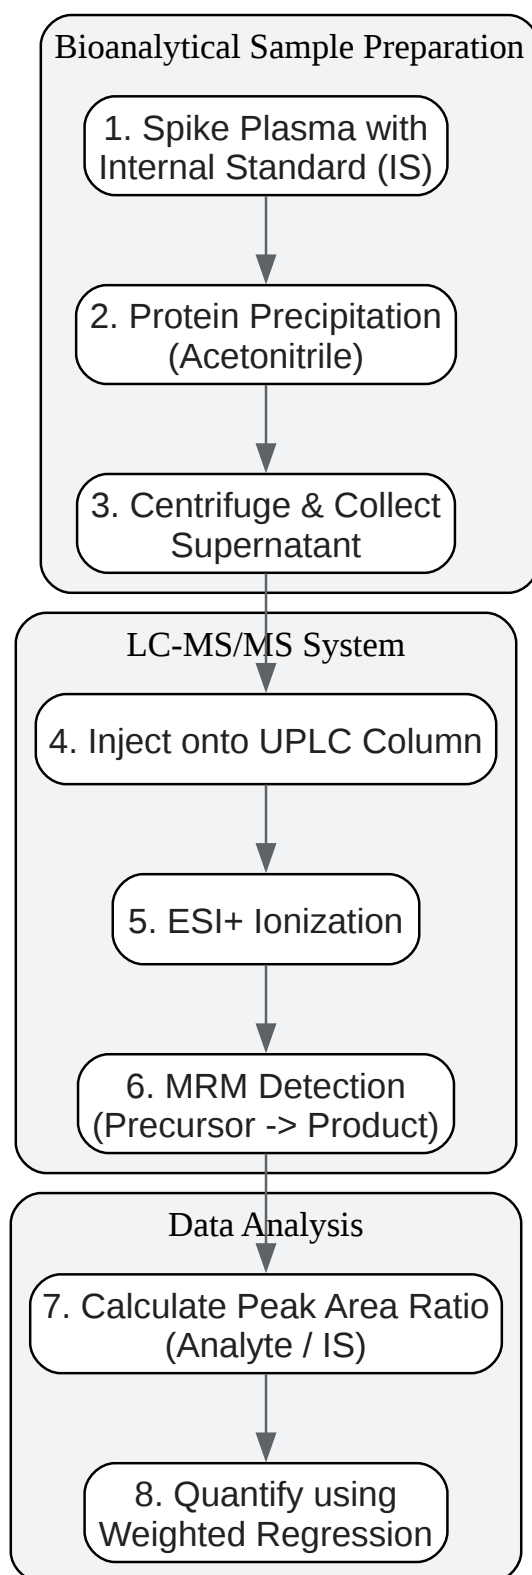 Bioanalytical Sample Preparation
1. Spike Plasma with
Internal Standard (IS)
2. Protein Precipitation
(Acetonitrile)
3. Centrifuge & Collect
Supernatant
LC-MS/MS System
4. Inject onto UPLC Column
5. ESI+ Ionization
6. MRM Detection
(Precursor -> Product)
Data Analysis
7. Calculate Peak Area Ratio
(Analyte / IS)
8. Quantify using
Weighted Regression